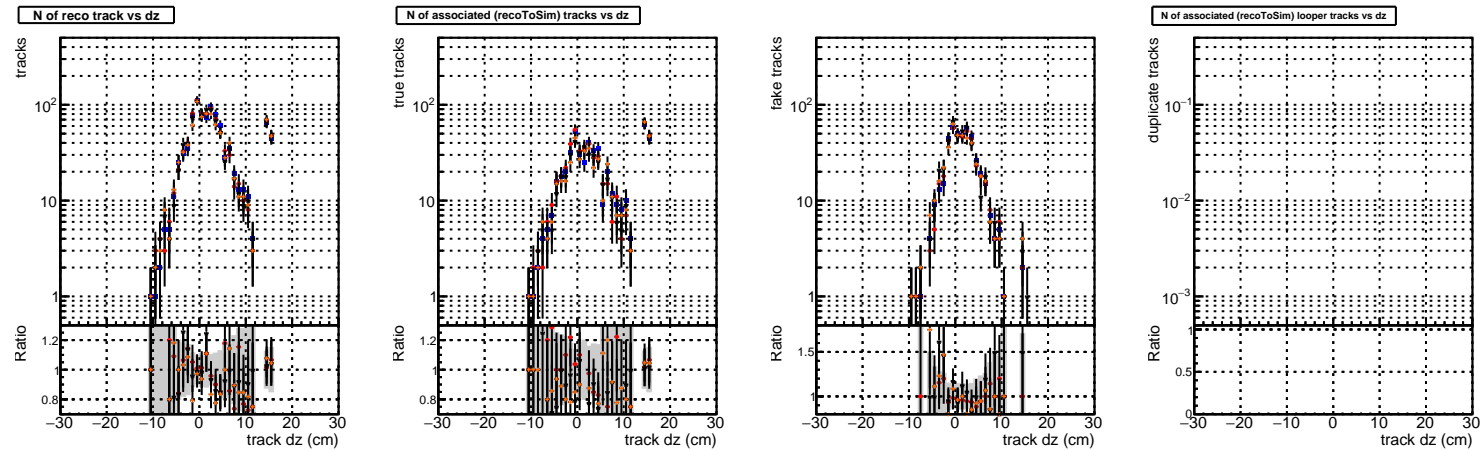 N of reco track vs dz
tracks
10²
10
1
Ratio
1.2
1
0.8
−30 −20 −10 0 10 20 30
track dz (cm)
N of associated (recoToSim) tracks vs dz
true tracks
10²
10
1
Ratio
1.2
1
0.8
−30 −20 −10 0 10 20 30
track dz (cm)
fake tracks
10²
10
1
Ratio
1.5
1
−30 −20 −10 0 10 20 30
track dz (cm)
N of associated (recoToSim) looper tracks vs dz
duplicate tracks
10⁻¹
10⁻²
10⁻³
Ratio
1
0.5
0
−30 −20 −10 0 10 20 30
track dz (cm)